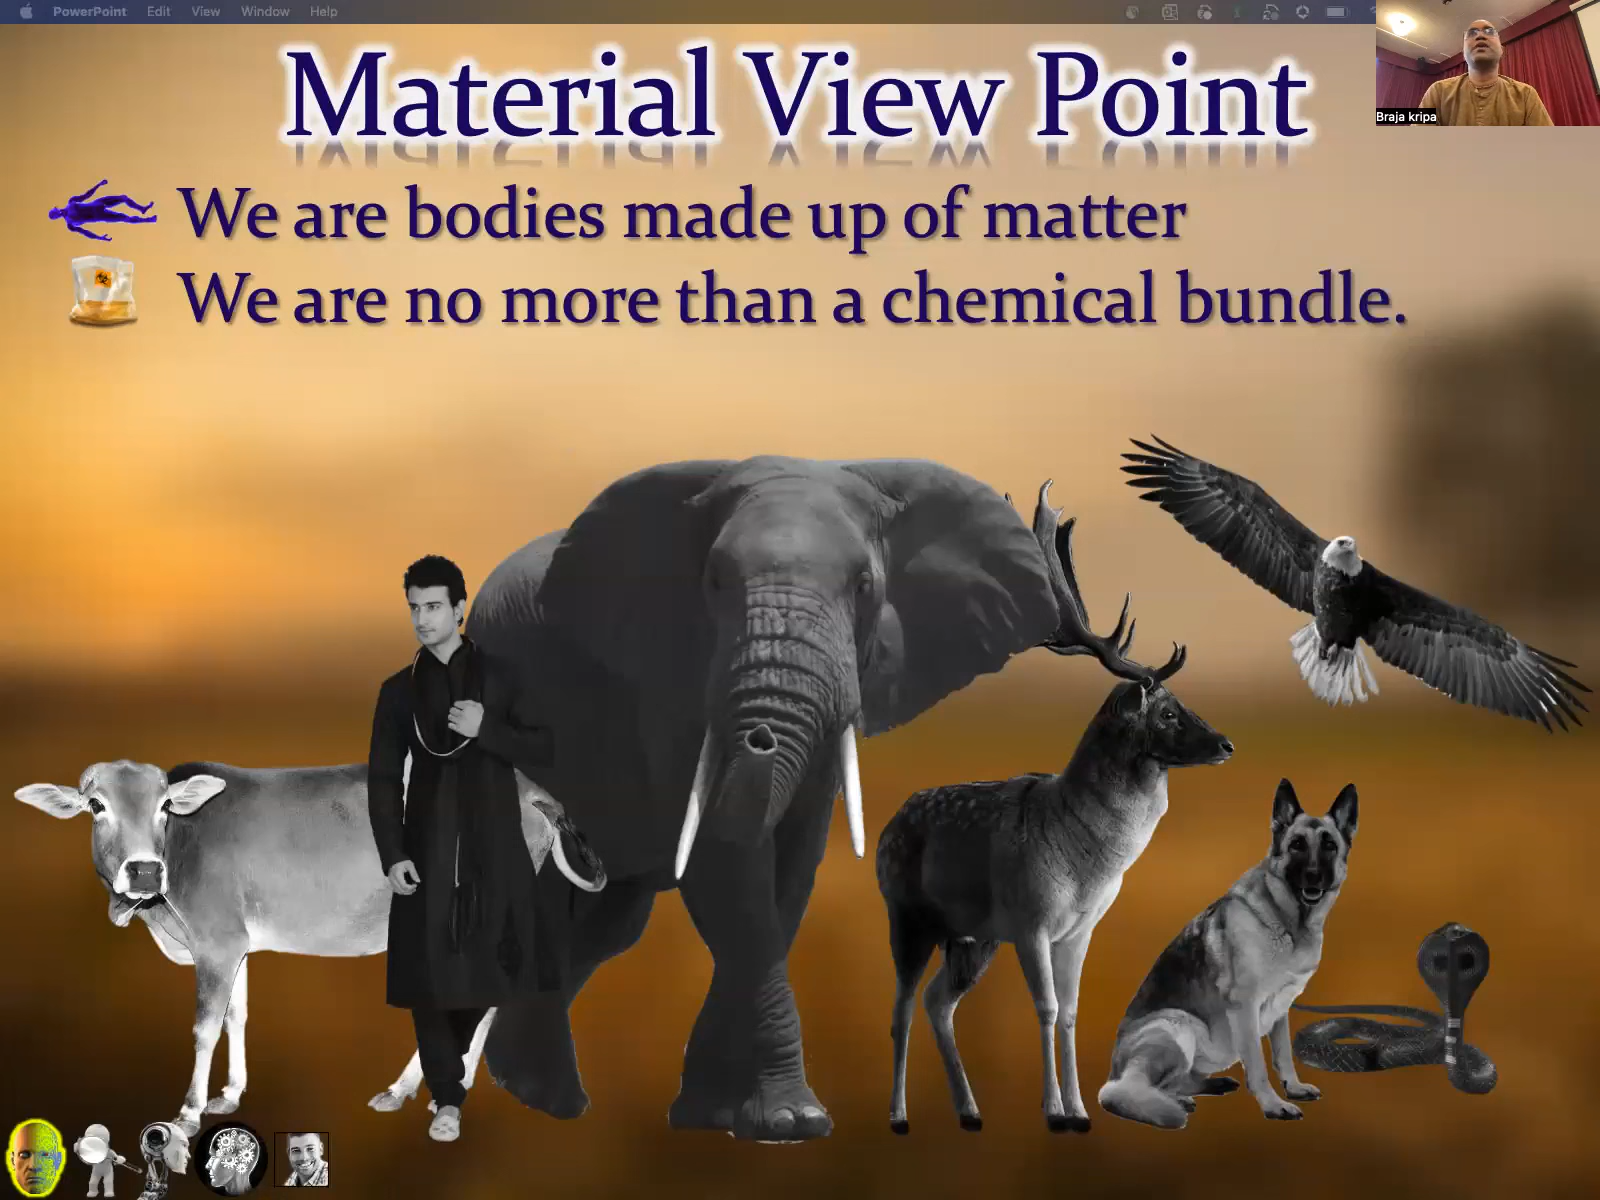 PowerPoint Edit View Window Help
Material View Point
Braja kripa
We are bodies made up of matter
We are no more than a chemical bundle.